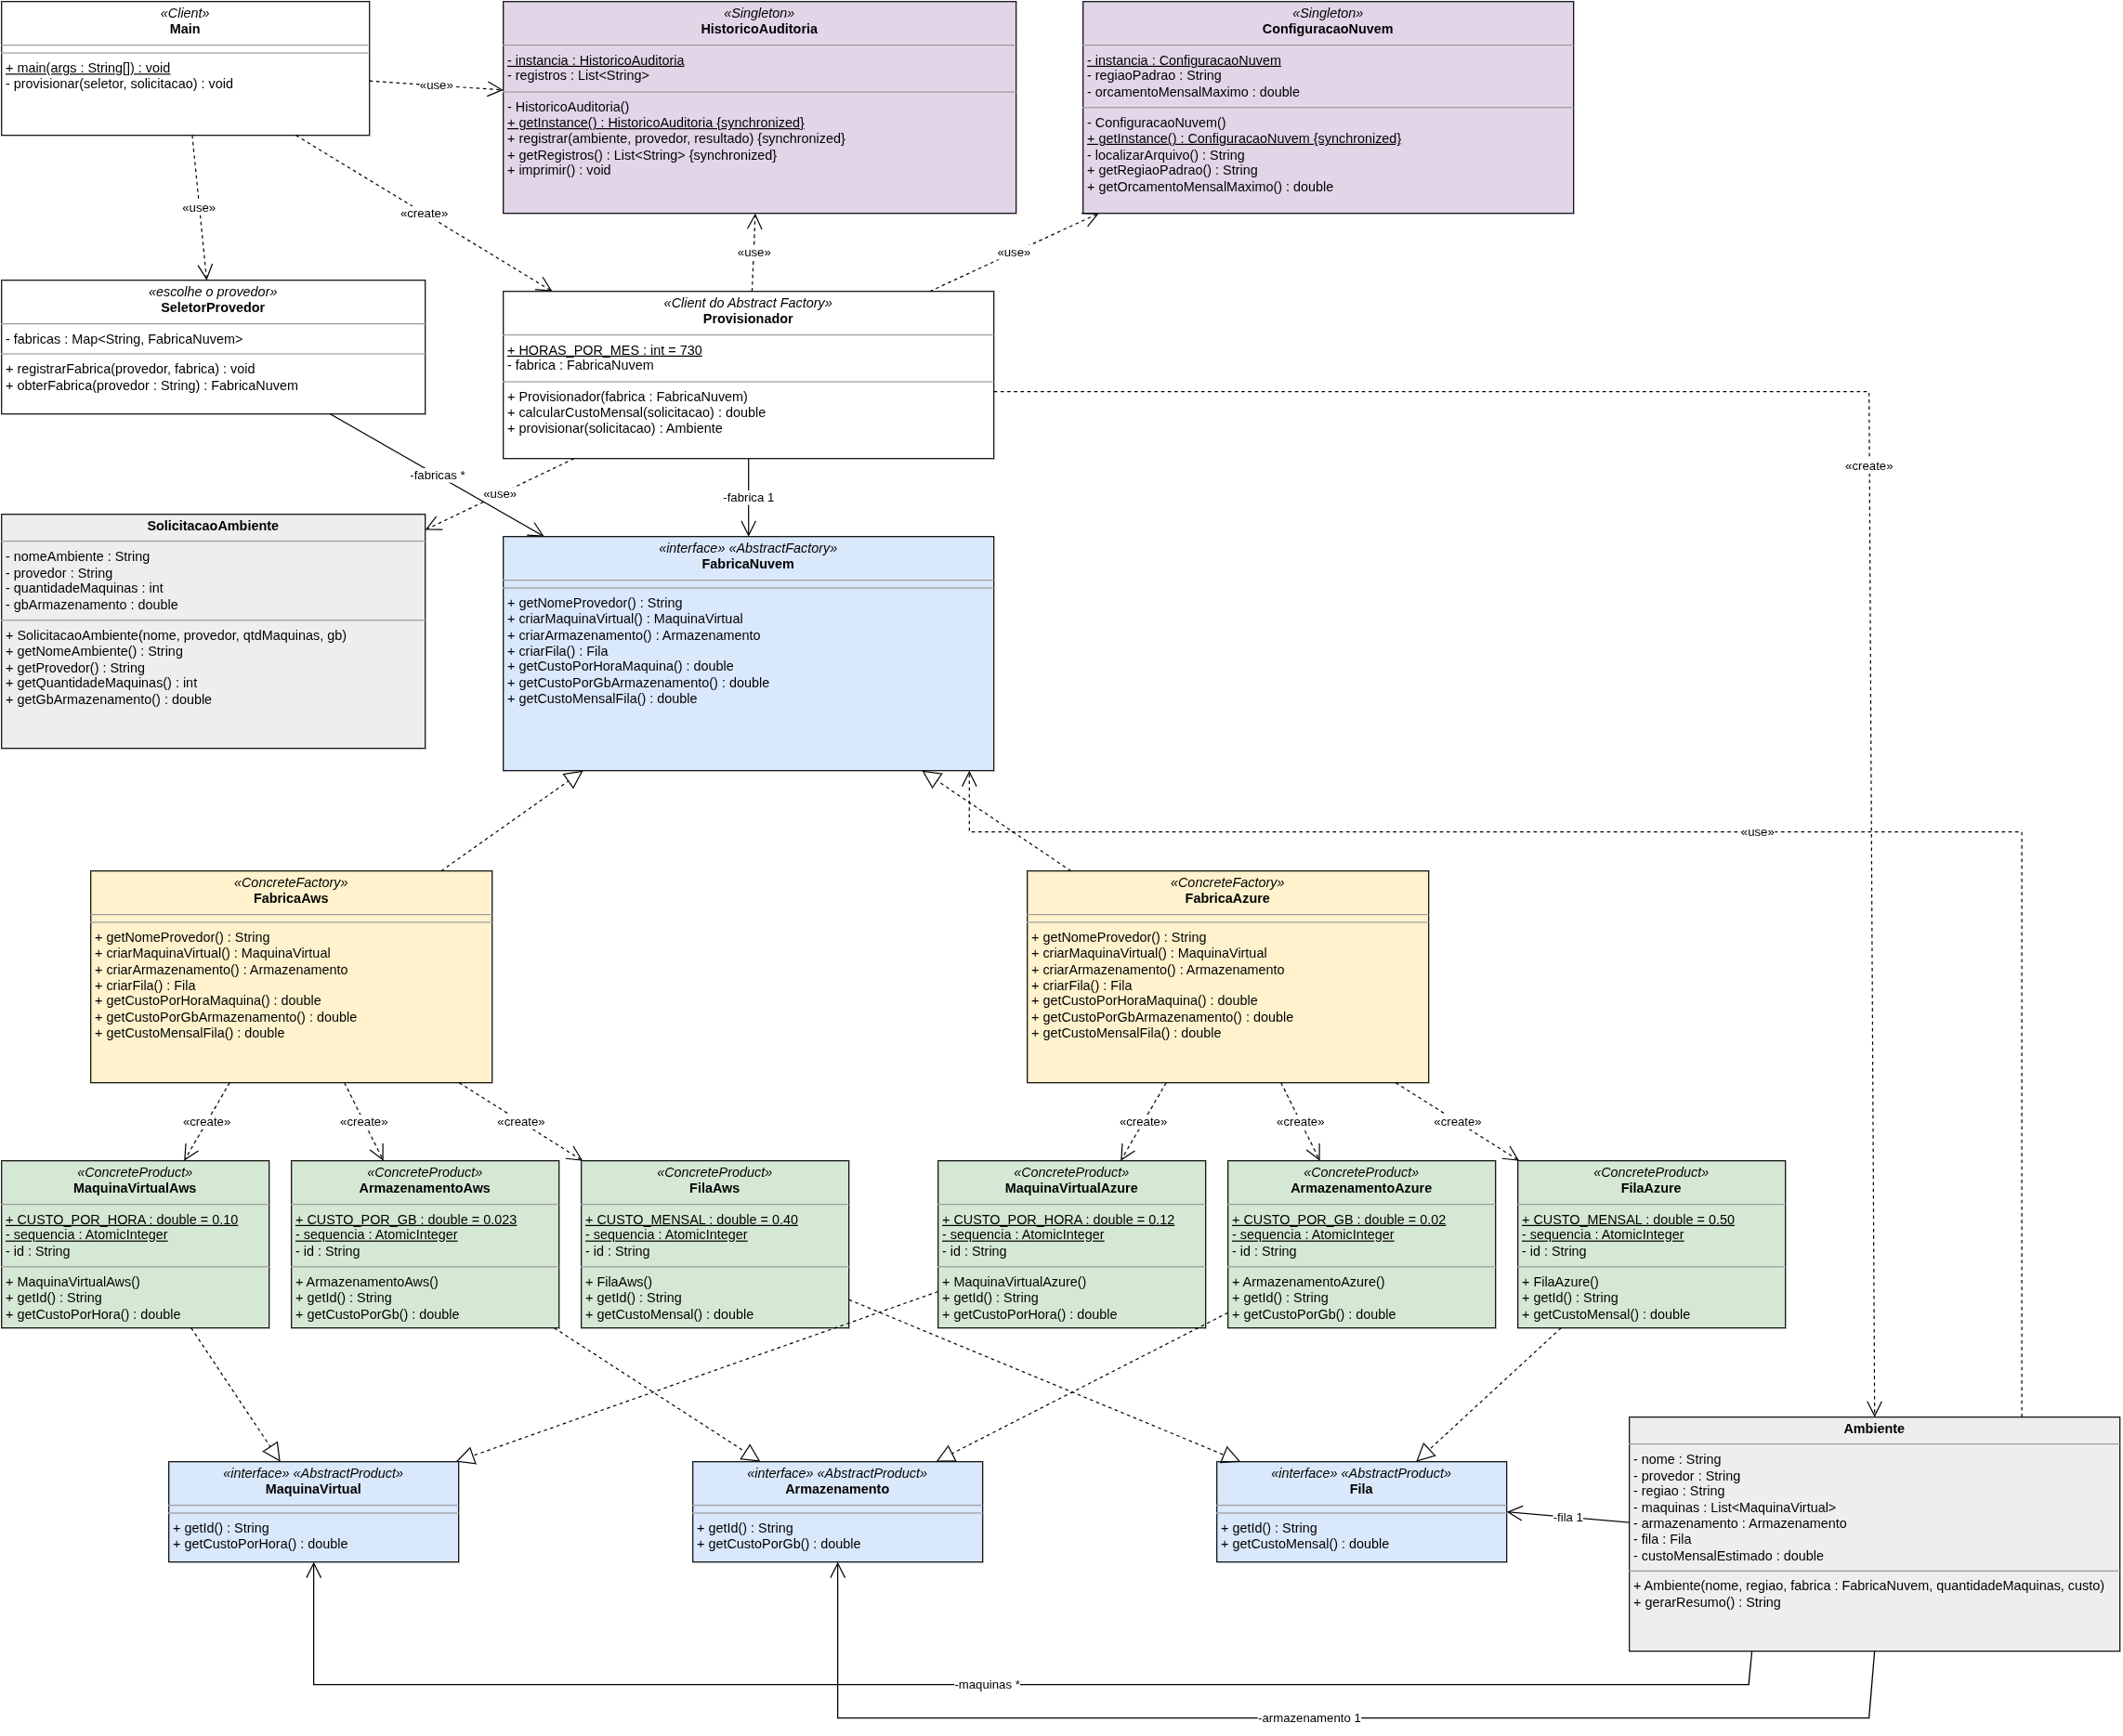 «Client»
Main
+ main(args : String[]) : void
- provisionar(seletor, solicitacao) : void
«Singleton»
HistoricoAuditoria
- instancia : HistoricoAuditoria
- registros : List<String>
- HistoricoAuditoria()
+ getInstance() : HistoricoAuditoria {synchronized}
+ registrar(ambiente, provedor, resultado) {synchronized}
+ getRegistros() : List<String> {synchronized}
+ imprimir() : void
«Singleton»
ConfiguracaoNuvem
- instancia : ConfiguracaoNuvem
- regiaoPadrao : String
- orcamentoMensalMaximo : double
- ConfiguracaoNuvem()
+ getInstance() : ConfiguracaoNuvem {synchronized}
- localizarArquivo() : String
+ getRegiaoPadrao() : String
+ getOrcamentoMensalMaximo() : double
«use»
«use»
«create»
«use»
«use»
«escolhe o provedor»
SeletorProvedor
- fabricas : Map<String, FabricaNuvem>
+ registrarFabrica(provedor, fabrica) : void
+ obterFabrica(provedor : String) : FabricaNuvem
«Client do Abstract Factory»
Provisionador
+ HORAS_POR_MES : int = 730
- fabrica : FabricaNuvem
+ Provisionador(fabrica : FabricaNuvem)
+ calcularCustoMensal(solicitacao) : double
+ provisionar(solicitacao) : Ambiente
«create»
-fabricas *
«use»
-fabrica 1
SolicitacaoAmbiente
- nomeAmbiente : String
- provedor : String
- quantidadeMaquinas : int
- gbArmazenamento : double
+ SolicitacaoAmbiente(nome, provedor, qtdMaquinas, gb)
+ getNomeAmbiente() : String
+ getProvedor() : String
+ getQuantidadeMaquinas() : int
+ getGbArmazenamento() : double
«interface» «AbstractFactory»
FabricaNuvem
+ getNomeProvedor() : String
+ criarMaquinaVirtual() : MaquinaVirtual
+ criarArmazenamento() : Armazenamento
+ criarFila() : Fila
+ getCustoPorHoraMaquina() : double
+ getCustoPorGbArmazenamento() : double
+ getCustoMensalFila() : double
«use»
«ConcreteFactory»
FabricaAws
+ getNomeProvedor() : String
+ criarMaquinaVirtual() : MaquinaVirtual
+ criarArmazenamento() : Armazenamento
+ criarFila() : Fila
+ getCustoPorHoraMaquina() : double
+ getCustoPorGbArmazenamento() : double
+ getCustoMensalFila() : double
«ConcreteFactory»
FabricaAzure
+ getNomeProvedor() : String
+ criarMaquinaVirtual() : MaquinaVirtual
+ criarArmazenamento() : Armazenamento
+ criarFila() : Fila
+ getCustoPorHoraMaquina() : double
+ getCustoPorGbArmazenamento() : double
+ getCustoMensalFila() : double
«create»
«create»
«create»
«create»
«create»
«create»
«ConcreteProduct»
MaquinaVirtualAws
+ CUSTO_POR_HORA : double = 0.10
- sequencia : AtomicInteger
- id : String
+ MaquinaVirtualAws()
+ getId() : String
+ getCustoPorHora() : double
«ConcreteProduct»
ArmazenamentoAws
+ CUSTO_POR_GB : double = 0.023
- sequencia : AtomicInteger
- id : String
+ ArmazenamentoAws()
+ getId() : String
+ getCustoPorGb() : double
«ConcreteProduct»
FilaAws
+ CUSTO_MENSAL : double = 0.40
- sequencia : AtomicInteger
- id : String
+ FilaAws()
+ getId() : String
+ getCustoMensal() : double
«ConcreteProduct»
MaquinaVirtualAzure
+ CUSTO_POR_HORA : double = 0.12
- sequencia : AtomicInteger
- id : String
+ MaquinaVirtualAzure()
+ getId() : String
+ getCustoPorHora() : double
«ConcreteProduct»
ArmazenamentoAzure
+ CUSTO_POR_GB : double = 0.02
- sequencia : AtomicInteger
- id : String
+ ArmazenamentoAzure()
+ getId() : String
+ getCustoPorGb() : double
«ConcreteProduct»
FilaAzure
+ CUSTO_MENSAL : double = 0.50
- sequencia : AtomicInteger
- id : String
+ FilaAzure()
+ getId() : String
+ getCustoMensal() : double
«interface» «AbstractProduct»
MaquinaVirtual
+ getId() : String
+ getCustoPorHora() : double
«interface» «AbstractProduct»
Armazenamento
+ getId() : String
+ getCustoPorGb() : double
«interface» «AbstractProduct»
Fila
+ getId() : String
+ getCustoMensal() : double
-fila 1
Ambiente
- nome : String
- provedor : String
- regiao : String
- maquinas : List<MaquinaVirtual>
- armazenamento : Armazenamento
- fila : Fila
- custoMensalEstimado : double
+ Ambiente(nome, regiao, fabrica : FabricaNuvem, quantidadeMaquinas, custo)
+ gerarResumo() : String
-maquinas *
-armazenamento 1